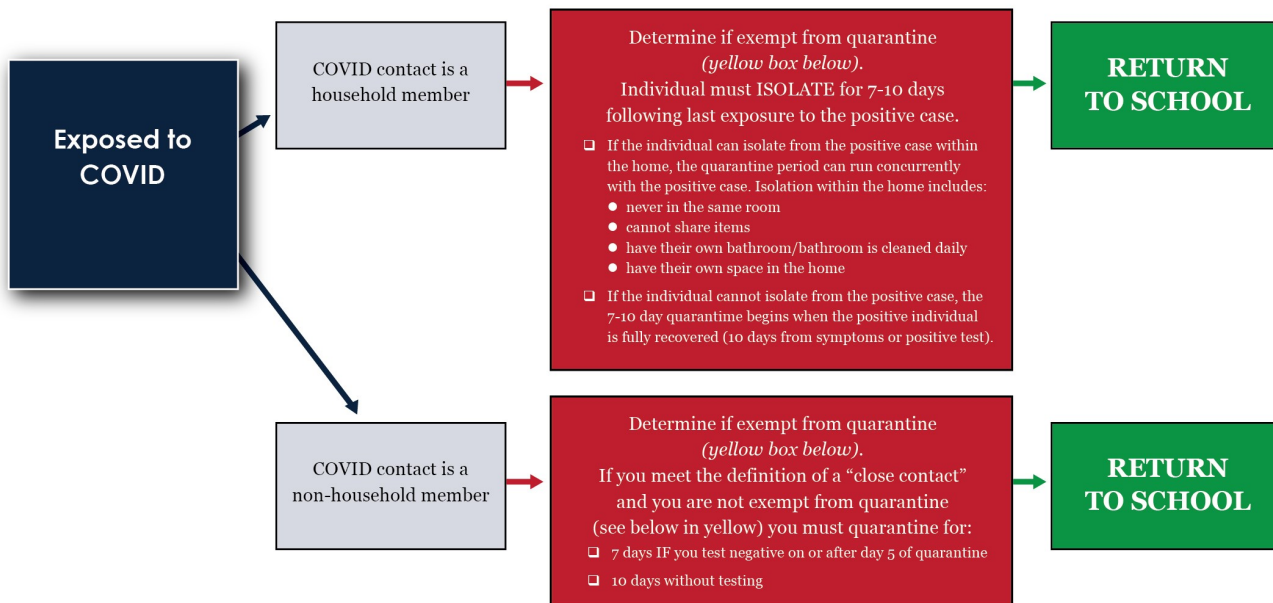 Exposed to
COVID
COVID contact is a
household member
Determine if exempt from quarantine
(yellow box below).
Individual must ISOLATE for 7-10 days
following last exposure to the positive case.
❑ If the individual can isolate from the positive case within
the home, the quarantine period can run concurrently
with the positive case. Isolation within the home includes:
● never in the same room
● cannot share items
● have their own bathroom/bathroom is cleaned daily
● have their own space in the home
❑ If the individual cannot isolate from the positive case, the
7-10 day quarantime begins when the positive individual
is fully recovered (10 days from symptoms or positive test).
RETURN
TO SCHOOL
COVID contact is a
non-household member
Determine if exempt from quarantine
(yellow box below).
If you meet the definition of a “close contact”
and you are not exempt from quarantine
(see below in yellow) you must quarantine for:
❑ 7 days IF you test negative on or after day 5 of quarantine
❑ 10 days without testing
RETURN
TO SCHOOL